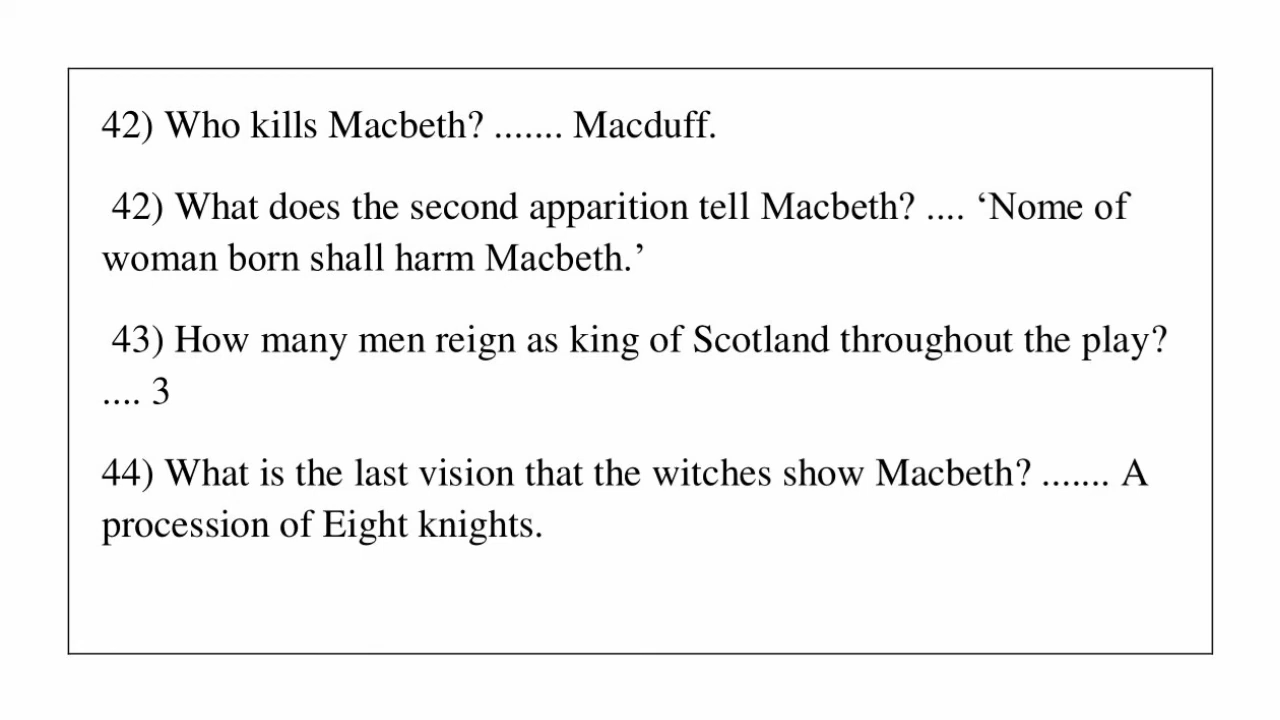 42) Who kills Macbeth? ....... Macduff.
42) What does the second apparition tell Macbeth? .... ‘Nome of
woman born shall harm Macbeth.’
43) How many men reign as king of Scotland throughout the play?
.... 3
44) What is the last vision that the witches show Macbeth? ....... A
procession of Eight knights.